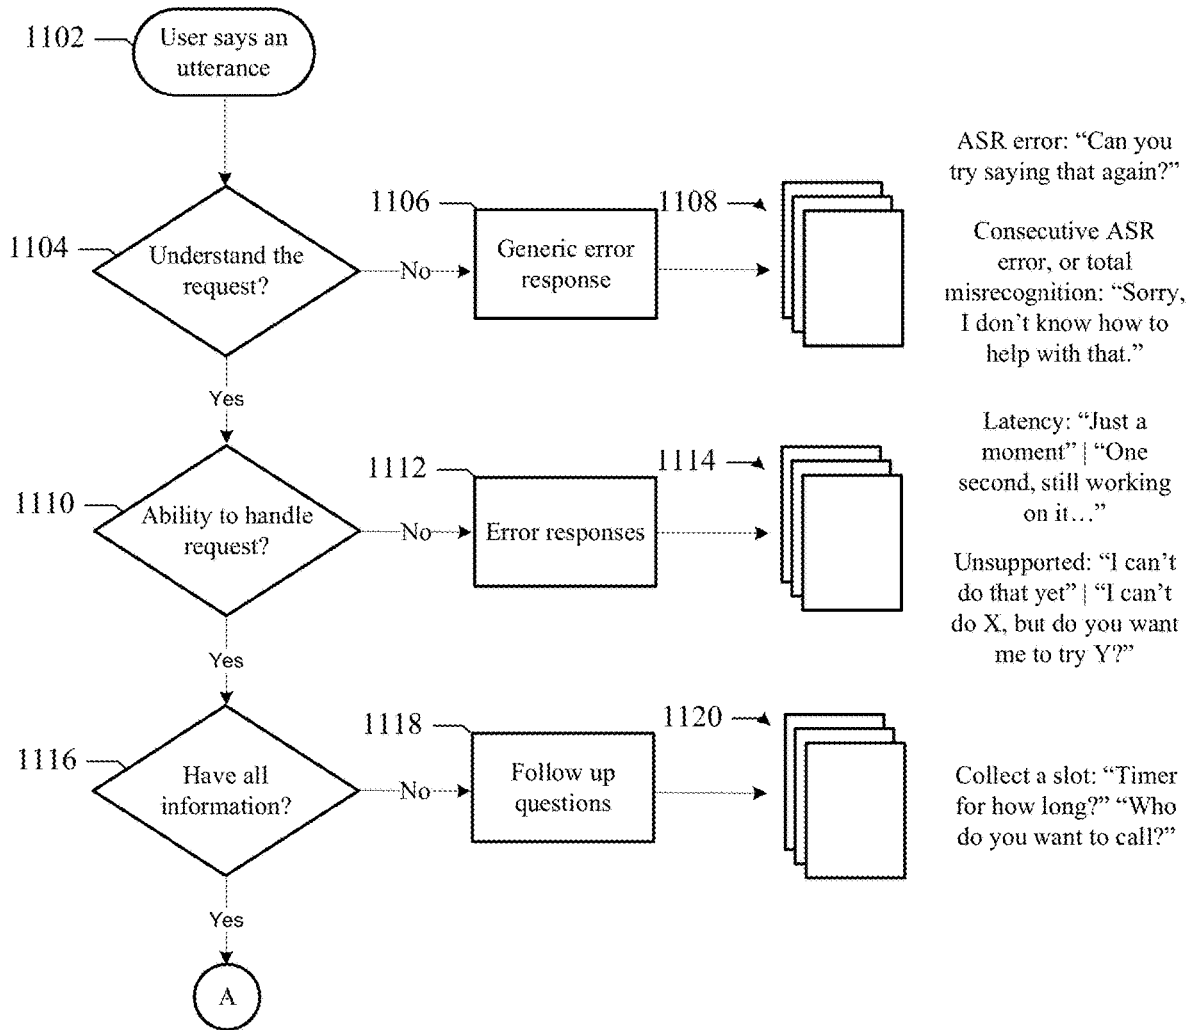 1102
User says an
utterance
1104
Understand the
request?
No
1106
Generic error
response
1108
ASR error: “Can you
try saying that again?”
Consecutive ASR
error, or total
misrecognition: “Sorry,
I don’t know how to
help with that.”
Yes
1110
Ability to handle
request?
No
1112
Error responses
1114
Latency: “Just a
moment” | “One
second, still working
on it…”
Unsupported: “I can’t
do that yet” | “I can’t
do X, but do you want
me to try Y?”
Yes
1116
Have all
information?
No
1118
Follow up
questions
1120
Collect a slot: “Timer
for how long?” “Who
do you want to call?”
Yes
A